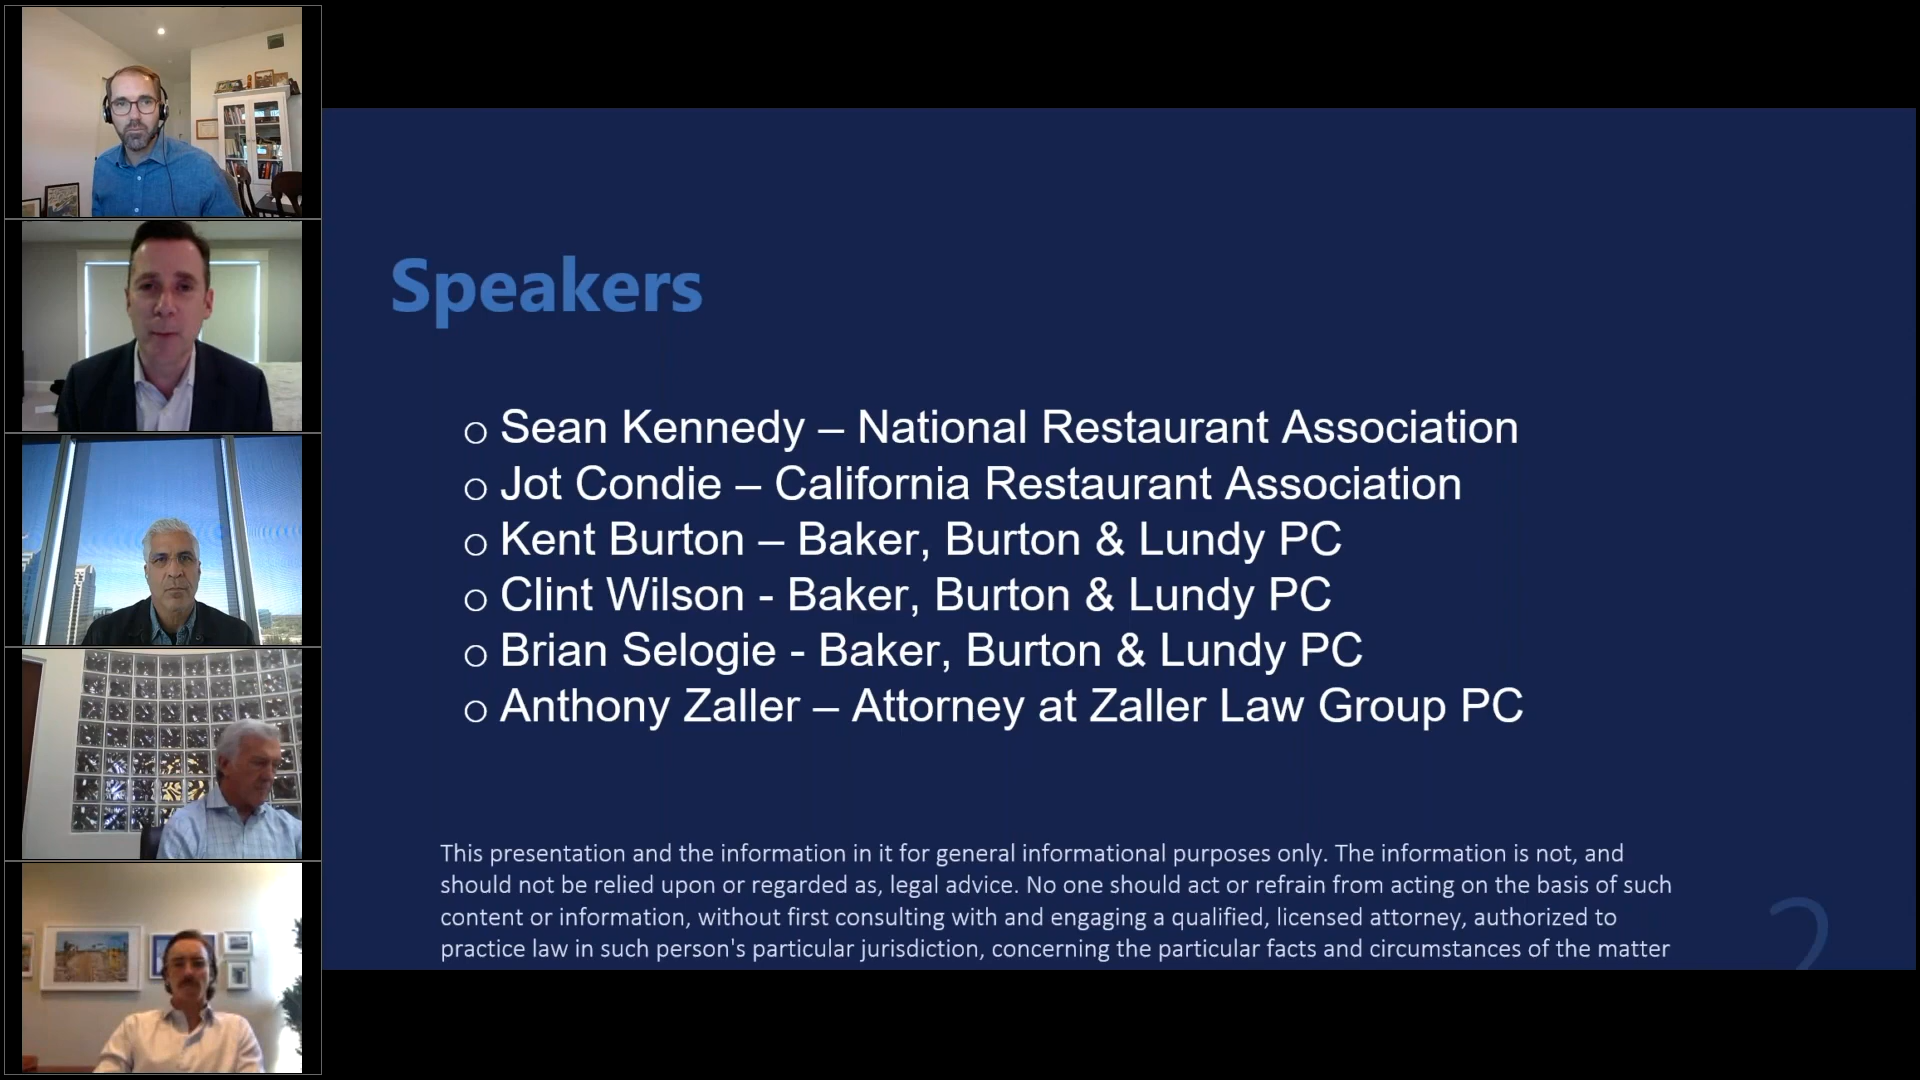 Speakers
o Sean Kennedy – National Restaurant Association
o Jot Condie – California Restaurant Association
o Kent Burton – Baker, Burton & Lundy PC
o Clint Wilson - Baker, Burton & Lundy PC
o Brian Selogie - Baker, Burton & Lundy PC
o Anthony Zaller – Attorney at Zaller Law Group PC
This presentation and the information in it for general informational purposes only. The information is not, and
should not be relied upon or regarded as, legal advice. No one should act or refrain from acting on the basis of such
content or information, without first consulting with and engaging a qualified, licensed attorney, authorized to
practice law in such person's particular jurisdiction, concerning the particular facts and circumstances of the matter
2